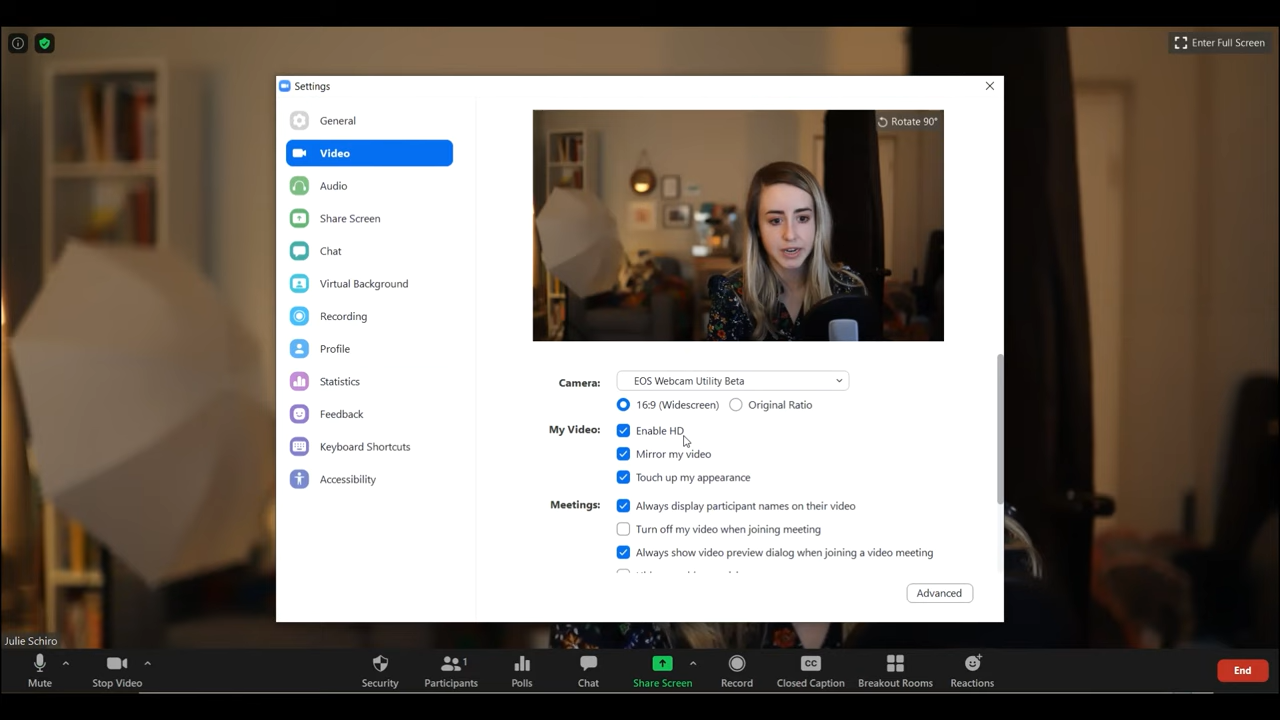 Enter Full Screen
Settings
General
Video
Audio
Share Screen
Chat
Virtual Background
Recording
Profile
Statistics
Feedback
Keyboard Shortcuts
Accessibility
Rotate 90°
Camera: EOS Webcam Utility Beta
16:9 (Widescreen) Original Ratio
My Video: Enable HD
Mirror my video
Touch up my appearance
Meetings: Always display participant names on their video
Turn off my video when joining meeting
Always show video preview dialog when joining a video meeting
Advanced
Julie Schiro
Mute
Stop Video
Security
Participants 1
Polls
Chat
Share Screen
Record
CC
Closed Caption
Breakout Rooms
Reactions
End